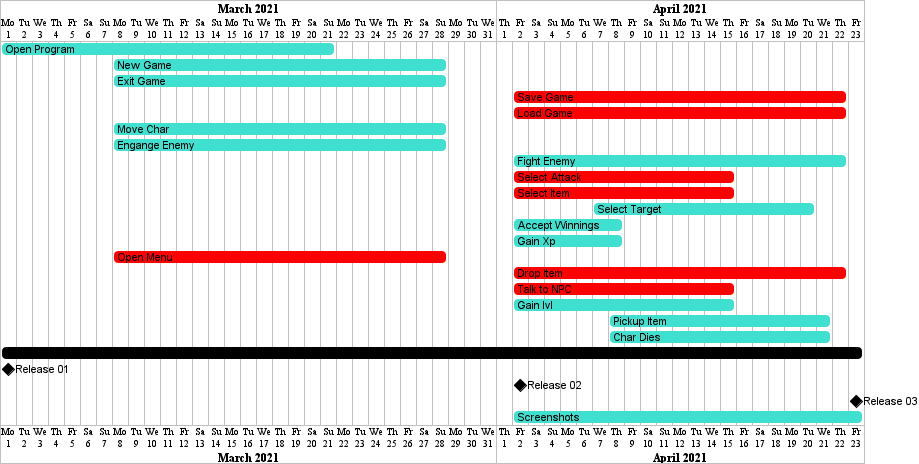 March 2021 April 2021
Mo Tu We Th Fr Sa Su Mo Tu We Th Fr Sa Su Mo Tu We Th Fr Sa Su Mo Tu We Th Fr Sa Su Mo Tu We Th Fr Sa Su Mo Tu We Th Fr Sa Su Mo Tu We Th Fr Sa Su Mo Tu We Th Fr
1 2 3 4 5 6 7 8 9 10 11 12 13 14 15 16 17 18 19 20 21 22 23 24 25 26 27 28 29 30 31 1 2 3 4 5 6 7 8 9 10 11 12 13 14 15 16 17 18 19 20 21 22 23
Open Program
New Game
Exit Game
Save Game
Load Game
Move Char
Engange Enemy
Fight Enemy
Select Attack
Select Item
Select Target
Accept Winnings
Gain Xp
Open Menu
Drop Item
Talk to NPC
Gain lvl
Pickup Item
Char Dies
Release 01
Release 02
Release 03
Screenshots
Mo Tu We Th Fr Sa Su Mo Tu We Th Fr Sa Su Mo Tu We Th Fr Sa Su Mo Tu We Th Fr Sa Su Mo Tu We Th Fr Sa Su Mo Tu We Th Fr Sa Su Mo Tu We Th Fr Sa Su Mo Tu We Th Fr
1 2 3 4 5 6 7 8 9 10 11 12 13 14 15 16 17 18 19 20 21 22 23 24 25 26 27 28 29 30 31 1 2 3 4 5 6 7 8 9 10 11 12 13 14 15 16 17 18 19 20 21 22 23
March 2021 April 2021